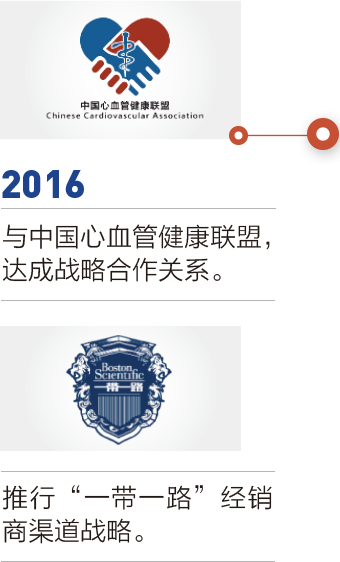 中国心血管健康联盟
Chinese Cardiovascular Association
2016
与中国心血管健康联盟，
达成战略合作关系。
Boston
Scientific
一带一路
推行“一带一路”经销
商渠道战略。